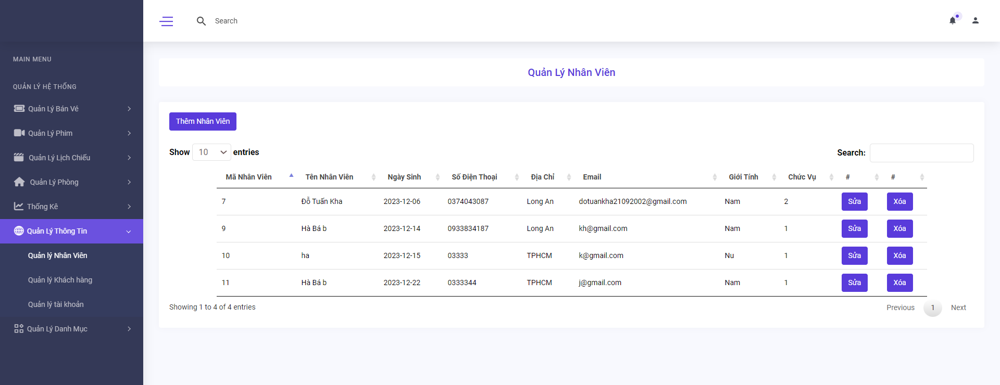 Search
MAIN MENU
QUẢN LÝ HỆ THỐNG
Quản Lý Bán Vé
Quản Lý Phim
Quản Lý Lịch Chiếu
Quản Lý Phòng
Thống Kê
Quản Lý Thông Tin
Quản lý Nhân Viên
Quản lý Khách hàng
Quản lý tài khoản
Quản Lý Danh Mục
Quản Lý Nhân Viên
Thêm Nhân Viên
Show 10 entries Search:
Mã Nhân Viên Tên Nhân Viên Ngày Sinh Số Điện Thoại Địa Chỉ Email Giới Tính Chức Vụ # #
7 Đỗ Tuấn Kha 2023-12-06 0374043087 Long An dotuankha21092002@gmail.com Nam 2 Sửa Xóa
9 Hà Bá b 2023-12-14 0933834187 Long An kh@gmail.com Nam 1 Sửa Xóa
10 ha 2023-12-15 03333 TPHCM k@gmail.com Nu 1 Sửa Xóa
11 Hà Bá b 2023-12-22 0333344 TPHCM j@gmail.com Nam 1 Sửa Xóa
Showing 1 to 4 of 4 entries Previous 1 Next